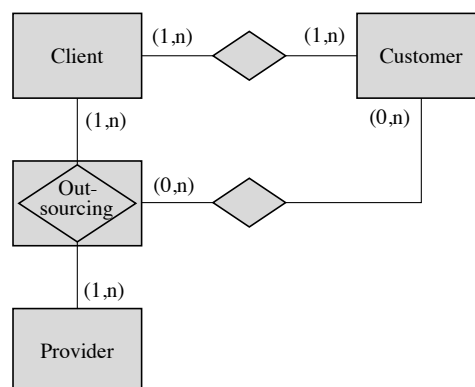 Client
(1,n)
(1,n)
Customer
(1,n)
(0,n)
Out-
sourcing
(0,n)
(1,n)
Provider